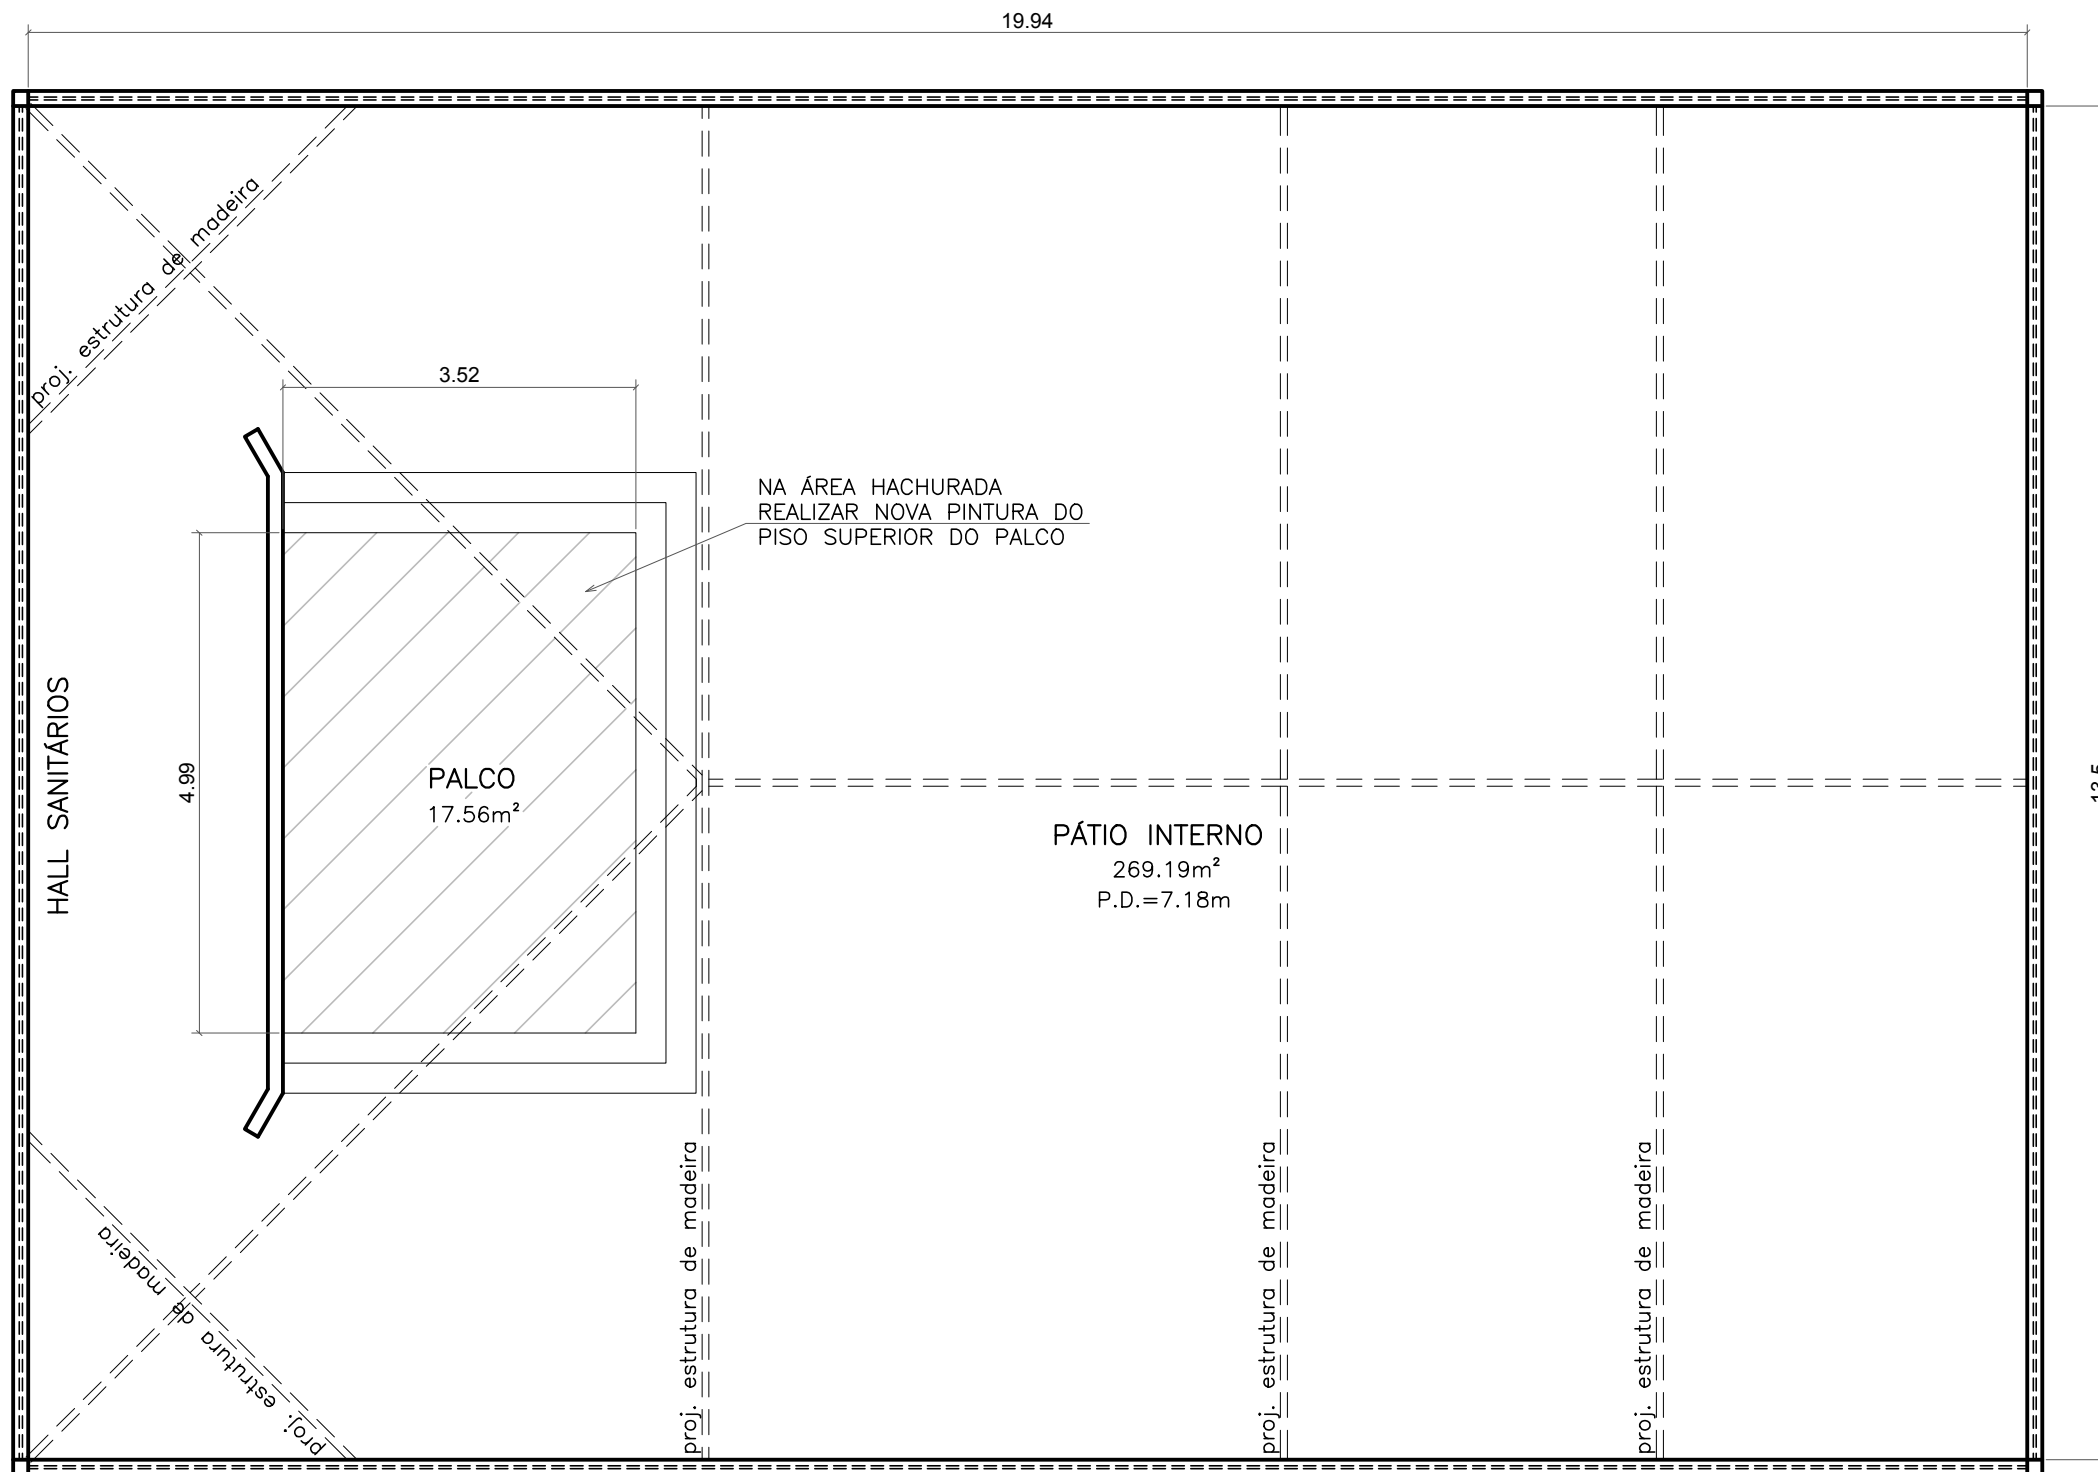 19.94
proj. estrutura de madeira
3.52
NA ÁREA HACHURADA
REALIZAR NOVA PINTURA DO
PISO SUPERIOR DO PALCO
HALL SANITÁRIOS
4.99
PALCO
17.56m²
PÁTIO INTERNO
269.19m²
P.D.=7.18m
proj. estrutura de madeira
proj. estrutura de madeira
proj. estrutura de madeira
proj. estrutura de madeira